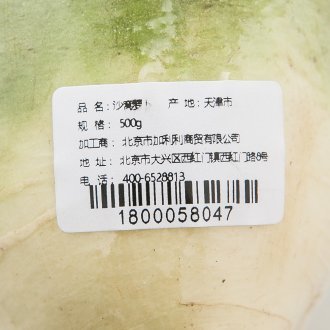 品 名：沙窝萝卜 产 地：天津市
规 格： 500g
加工商： 北京市加利利商贸有限公司
地 址： 北京市大兴区西红门镇西红门路8号
电 话： 400-6528813
1800058047